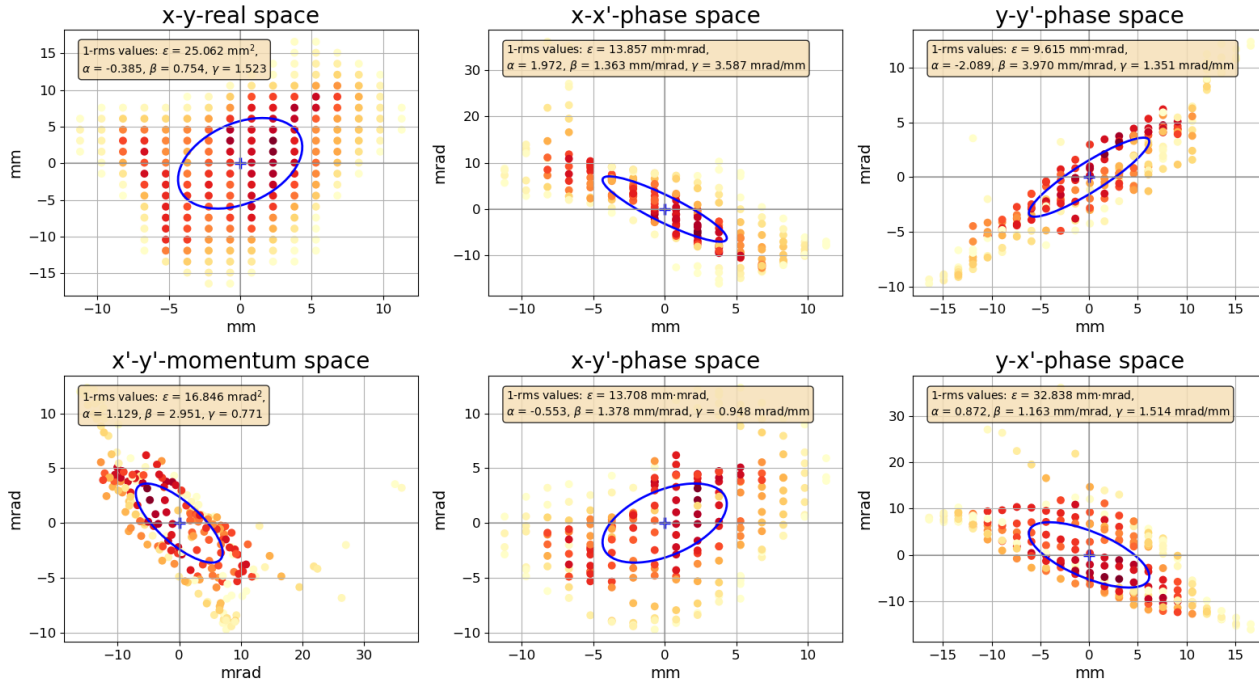 x-y-real space
1-rms values: ε = 25.062 mm²,
α = -0.385, β = 0.754, γ = 1.523
15
10
5
0
−5
−10
−15
mm
−10
−5
0
5
10
mm
x-x'-phase space
1-rms values: ε = 13.857 mm·mrad,
α = 1.972, β = 1.363 mm/mrad, γ = 3.587 mrad/mm
30
20
10
0
−10
mrad
−10
−5
0
5
10
mm
y-y'-phase space
1-rms values: ε = 9.615 mm·mrad,
α = -2.089, β = 3.970 mm/mrad, γ = 1.351 mrad/mm
10
5
0
−5
−10
mrad
−15
−10
−5
0
5
10
15
mm
x'-y'-momentum space
1-rms values: ε = 16.846 mrad²,
α = 1.129, β = 2.951, γ = 0.771
10
5
0
−5
−10
mrad
−10
0
10
20
30
mrad
x-y'-phase space
1-rms values: ε = 13.708 mm·mrad,
α = -0.553, β = 1.378 mm/mrad, γ = 0.948 mrad/mm
10
5
0
−5
−10
mrad
−10
−5
0
5
10
mm
y-x'-phase space
1-rms values: ε = 32.838 mm·mrad,
α = 0.872, β = 1.163 mm/mrad, γ = 1.514 mrad/mm
30
20
10
0
−10
mrad
−15
−10
−5
0
5
10
15
mm